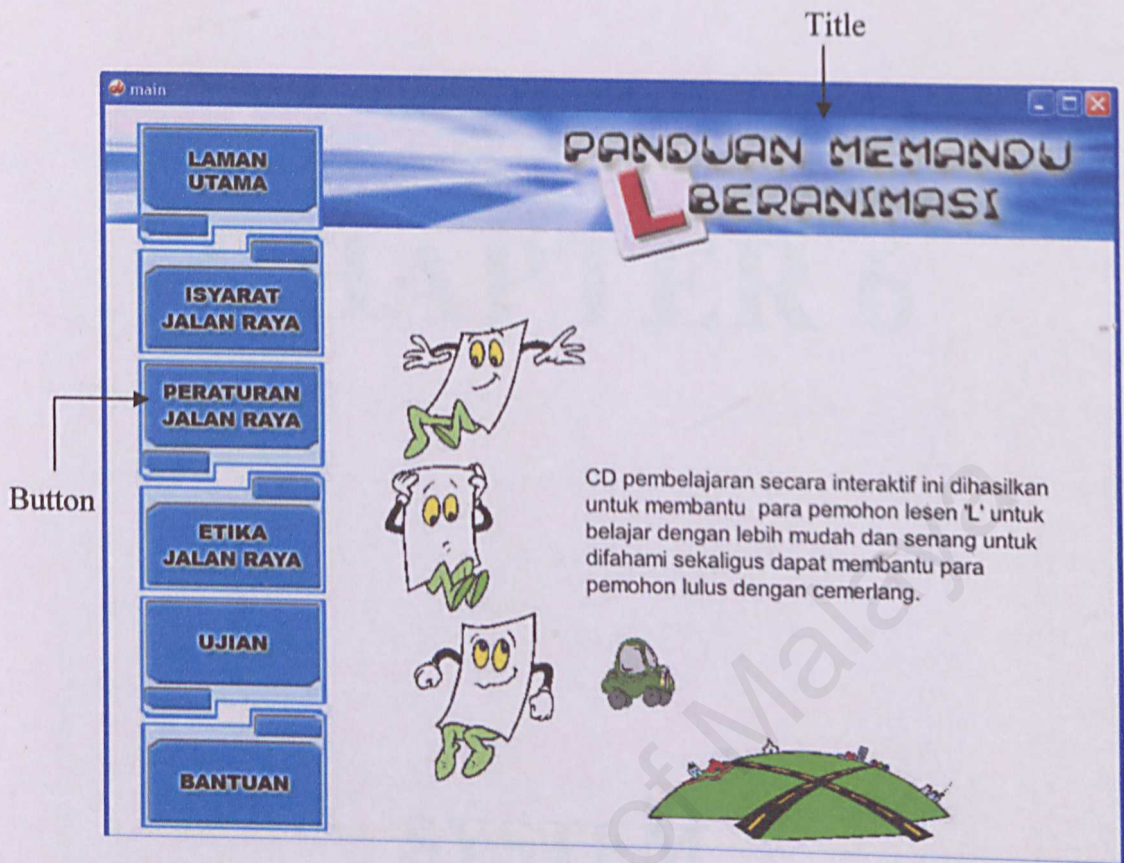 Title
main
PANDUAN MEMANDU
L BERANIMASI
LAMAN
UTAMA
ISYARAT
JALAN RAYA
PERATURAN
JALAN RAYA
Button
ETIKA
JALAN RAYA
UJIAN
BANTUAN
CD pembelajaran secara interaktif ini dihasilkan
untuk membantu para pemohon lesen 'L' untuk
belajar dengan lebih mudah dan senang untuk
difahami sekaligus dapat membantu para
pemohon lulus dengan cemerlang.
of Malaya